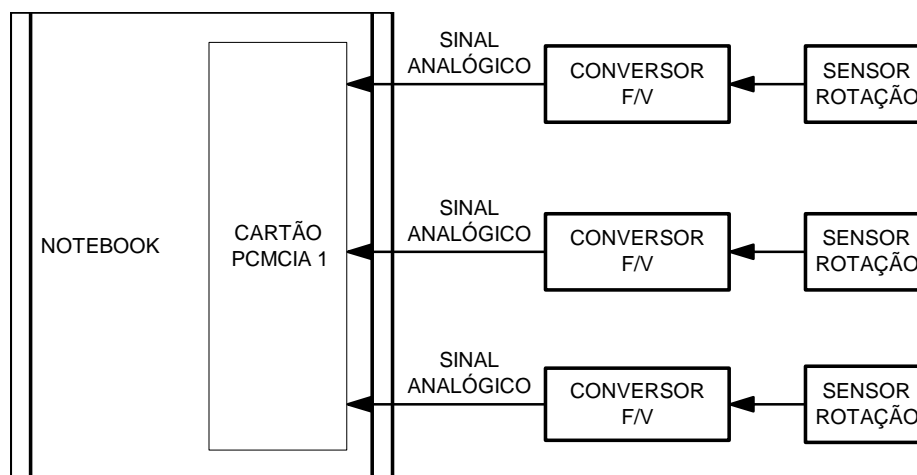 SINAL
ANALÓGICO
CONVERSOR
F/V
SENSOR
ROTAÇÃO
NOTEBOOK
CARTÃO
PCMCIA 1
SINAL
ANALÓGICO
CONVERSOR
F/V
SENSOR
ROTAÇÃO
SINAL
ANALÓGICO
CONVERSOR
F/V
SENSOR
ROTAÇÃO